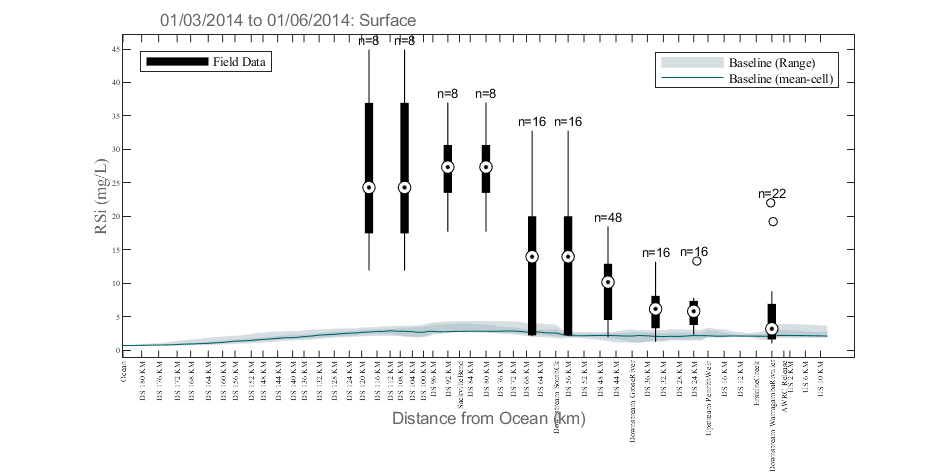 01/03/2014 to 01/06/2014: Surface
n=8
n=8
n=8
n=8
n=16
n=16
n=48
n=16
n=16
n=22
Field Data
Baseline (Range)
Baseline (mean-cell)
RSi (mg/L)
45
40
35
30
25
20
15
10
5
0
Ocean
DS 180 KM
DS 176 KM
DS 172 KM
DS 168 KM
DS 164 KM
DS 160 KM
DS 156 KM
DS 152 KM
DS 148 KM
DS 144 KM
DS 140 KM
DS 136 KM
DS 132 KM
DS 128 KM
DS 124 KM
DS 120 KM
DS 116 KM
DS 112 KM
DS 108 KM
DS 104 KM
DS 100 KM
DS 96 KM
DS 92 KM
DS 84 KM
DS 80 KM
DS 76 KM
DS 72 KM
DS 68 KM
DS 64 KM
DS 56 KM
DS 52 KM
DS 48 KM
DS 44 KM
Downstream GroseRiver
DS 36 KM
DS 32 KM
DS 28 KM
DS 24 KM
Upstream PenrithWeir
DS 16 KM
DS 12 KM
Downstream WarragambaRiver
AWRC Release
US 6 KM
US 10 KM
Distance from Ocean (km)